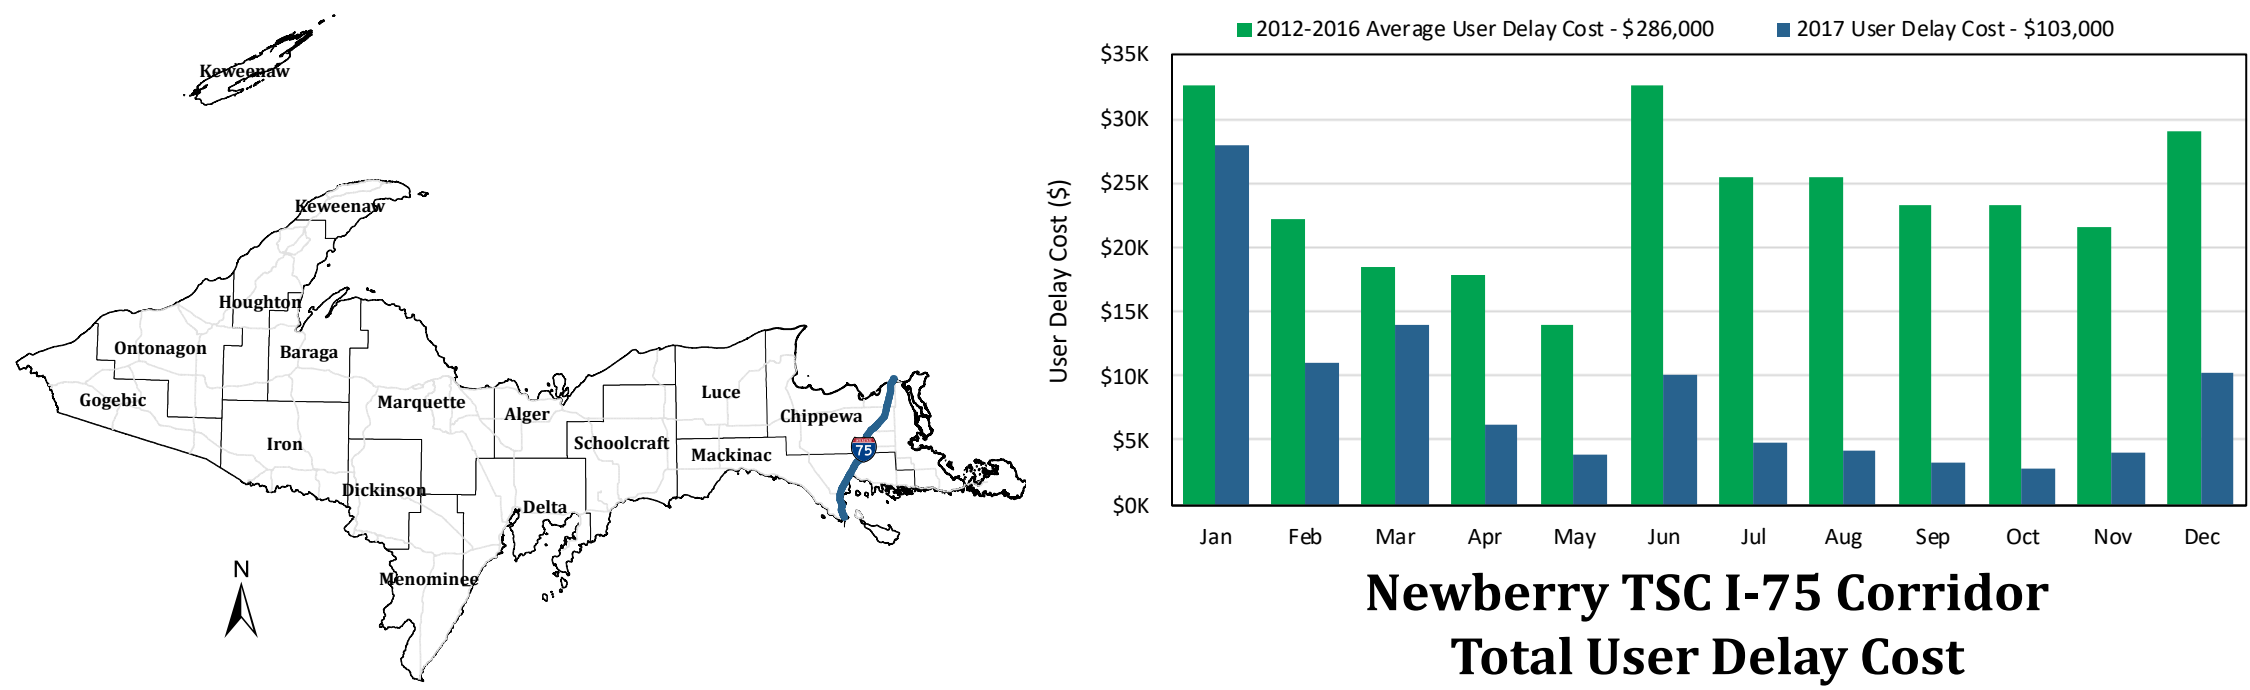 Keweenaw
Keweenaw
Houghton
Ontonagon
Baraga
Gogebic
Marquette
Alger
Luce
Chippewa
Iron
Schoolcraft
Mackinac
75
Dickinson
Delta
Menominee
N
2012-2016 Average User Delay Cost - $286,000
2017 User Delay Cost - $103,000
User Delay Cost ($)
$35K
$30K
$25K
$20K
$15K
$10K
$5K
$0K
Jan Feb Mar Apr May Jun Jul Aug Sep Oct Nov Dec
Newberry TSC I-75 Corridor
Total User Delay Cost